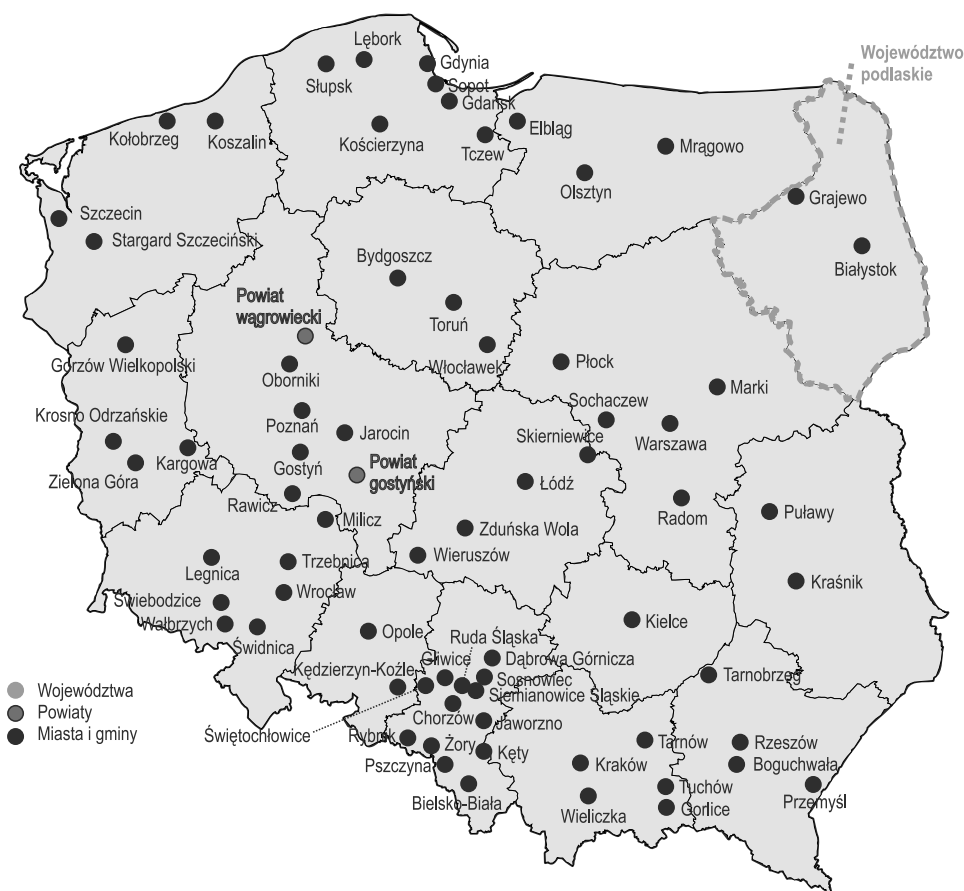 Lębork
Gdynia
Województwo
podlaskie
Słupsk
Sopot
Gdańsk
Kołobrzeg
Koszalin
Kościerzyna
Tczew
Elbląg
Mrągowo
Olsztyn
Grajewo
Szczecin
Stargard Szczeciński
Białystok
Bydgoszcz
Powiat
wągrowiecki
Toruń
Włocławek
Gorzów Wielkopolski
Oborniki
Płock
Marki
Sochaczew
Krosno Odrzańskie
Poznań
Jarocin
Skierniewice
Warszawa
Kargowa
Zielona Góra
Gostyń
Powiat
gostyński
Łódź
Rawicz
Milicz
Radom
Puławy
Zduńska Wola
Trzebnica
Wieruszów
Legnica
Kraśnik
Świebodzice
Wrocław
Wałbrzych
Świdnica
Opole
Kielce
Ruda Śląska
Gliwice
Dąbrowa Górnicza
Kędzierzyn-Koźle
Sosnowiec
Siemianowice Śląskie
Tarnobrzeg
Województwa
Powiaty
Miasta i gminy
Świętochłowice
Chorzów
Jaworzno
Rybnik
Żory
Kęty
Pszczyna
Bielsko-Biała
Tarnów
Kraków
Tuchów
Wieliczka
Gorlice
Rzeszów
Boguchwała
Przemyśl